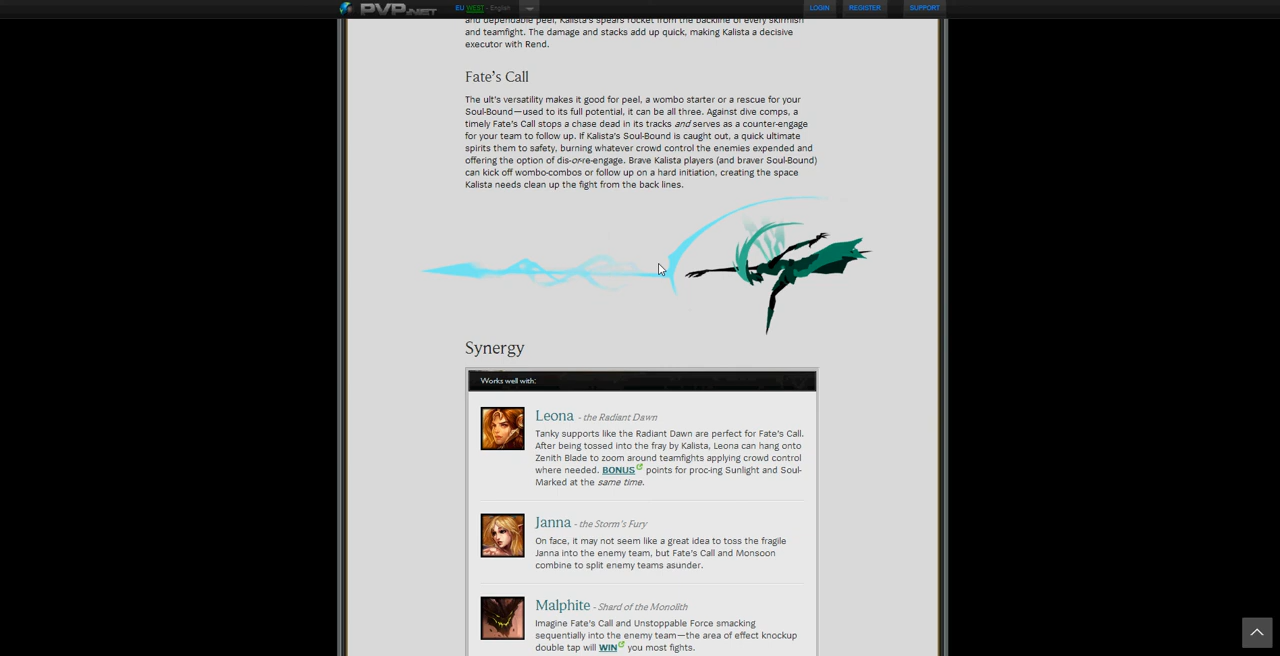 PVP.NET EU WEST - English LOGIN REGISTER SUPPORT
and dependable peel, Kalista's spears rocket from the backline of every skirmish
and teamfight. The damage and stacks add up quick, making Kalista a decisive
executor with Rend.
Fate's Call
The ult's versatility makes it good for peel, a wombo starter or a rescue for your
Soul-Bound—used to its full potential, it can be all three. Against dive comps, a
timely Fate's Call stops a chase dead in its tracks and serves as a counter-engage
for your team to follow up. If Kalista's Soul-Bound is caught out, a quick ultimate
spirits them to safety, burning whatever crowd control the enemies expended and
offering the option of dis-or-re-engage. Brave Kalista players (and braver Soul-Bound)
can kick off wombo-combos or follow up on a hard initiation, creating the space
Kalista needs clean up the fight from the back lines.
Synergy
Works well with:
Leona - the Radiant Dawn
Tanky supports like the Radiant Dawn are perfect for Fate's Call.
After being tossed into the fray by Kalista, Leona can hang onto
Zenith Blade to zoom around teamfights applying crowd control
where needed. BONUS points for proc-ing Sunlight and Soul-
Marked at the same time.
Janna - the Storm's Fury
On face, it may not seem like a great idea to toss the fragile
Janna into the enemy team, but Fate's Call and Monsoon
combine to split enemy teams asunder.
Malphite - Shard of the Monolith
Imagine Fate's Call and Unstoppable Force smacking
sequentially into the enemy team—the area of effect knockup
double tap will WIN you most fights.